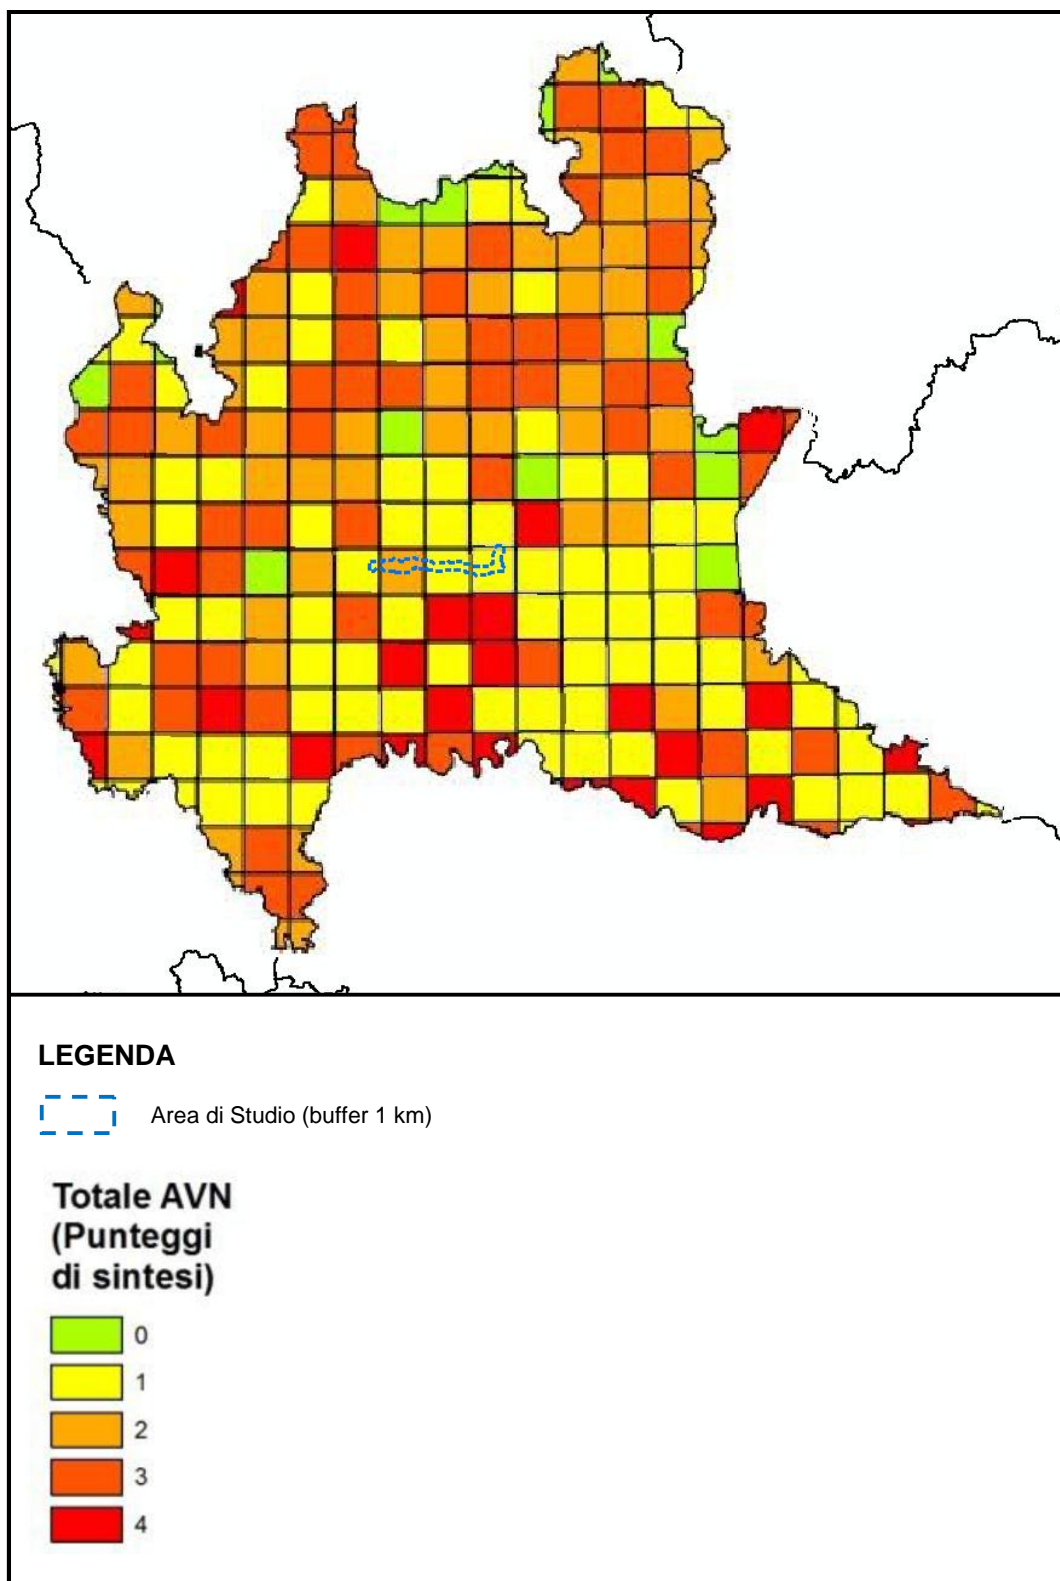 LEGENDA
Area di Studio (buffer 1 km)
Totale AVN
(Punteggi
di sintesi)
0
1
2
3
4